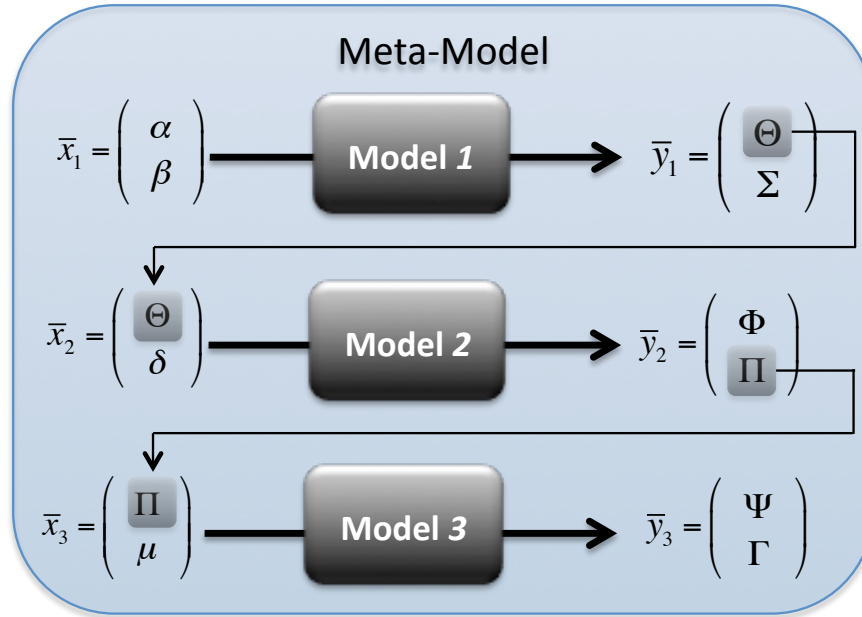 Meta-Model
x̄₁ = ( α β ) Model 1 ȳ₁ = ( Θ Σ )
x̄₂ = ( Θ δ ) Model 2 ȳ₂ = ( Φ Π )
x̄₃ = ( Π μ ) Model 3 ȳ₃ = ( Ψ Γ )